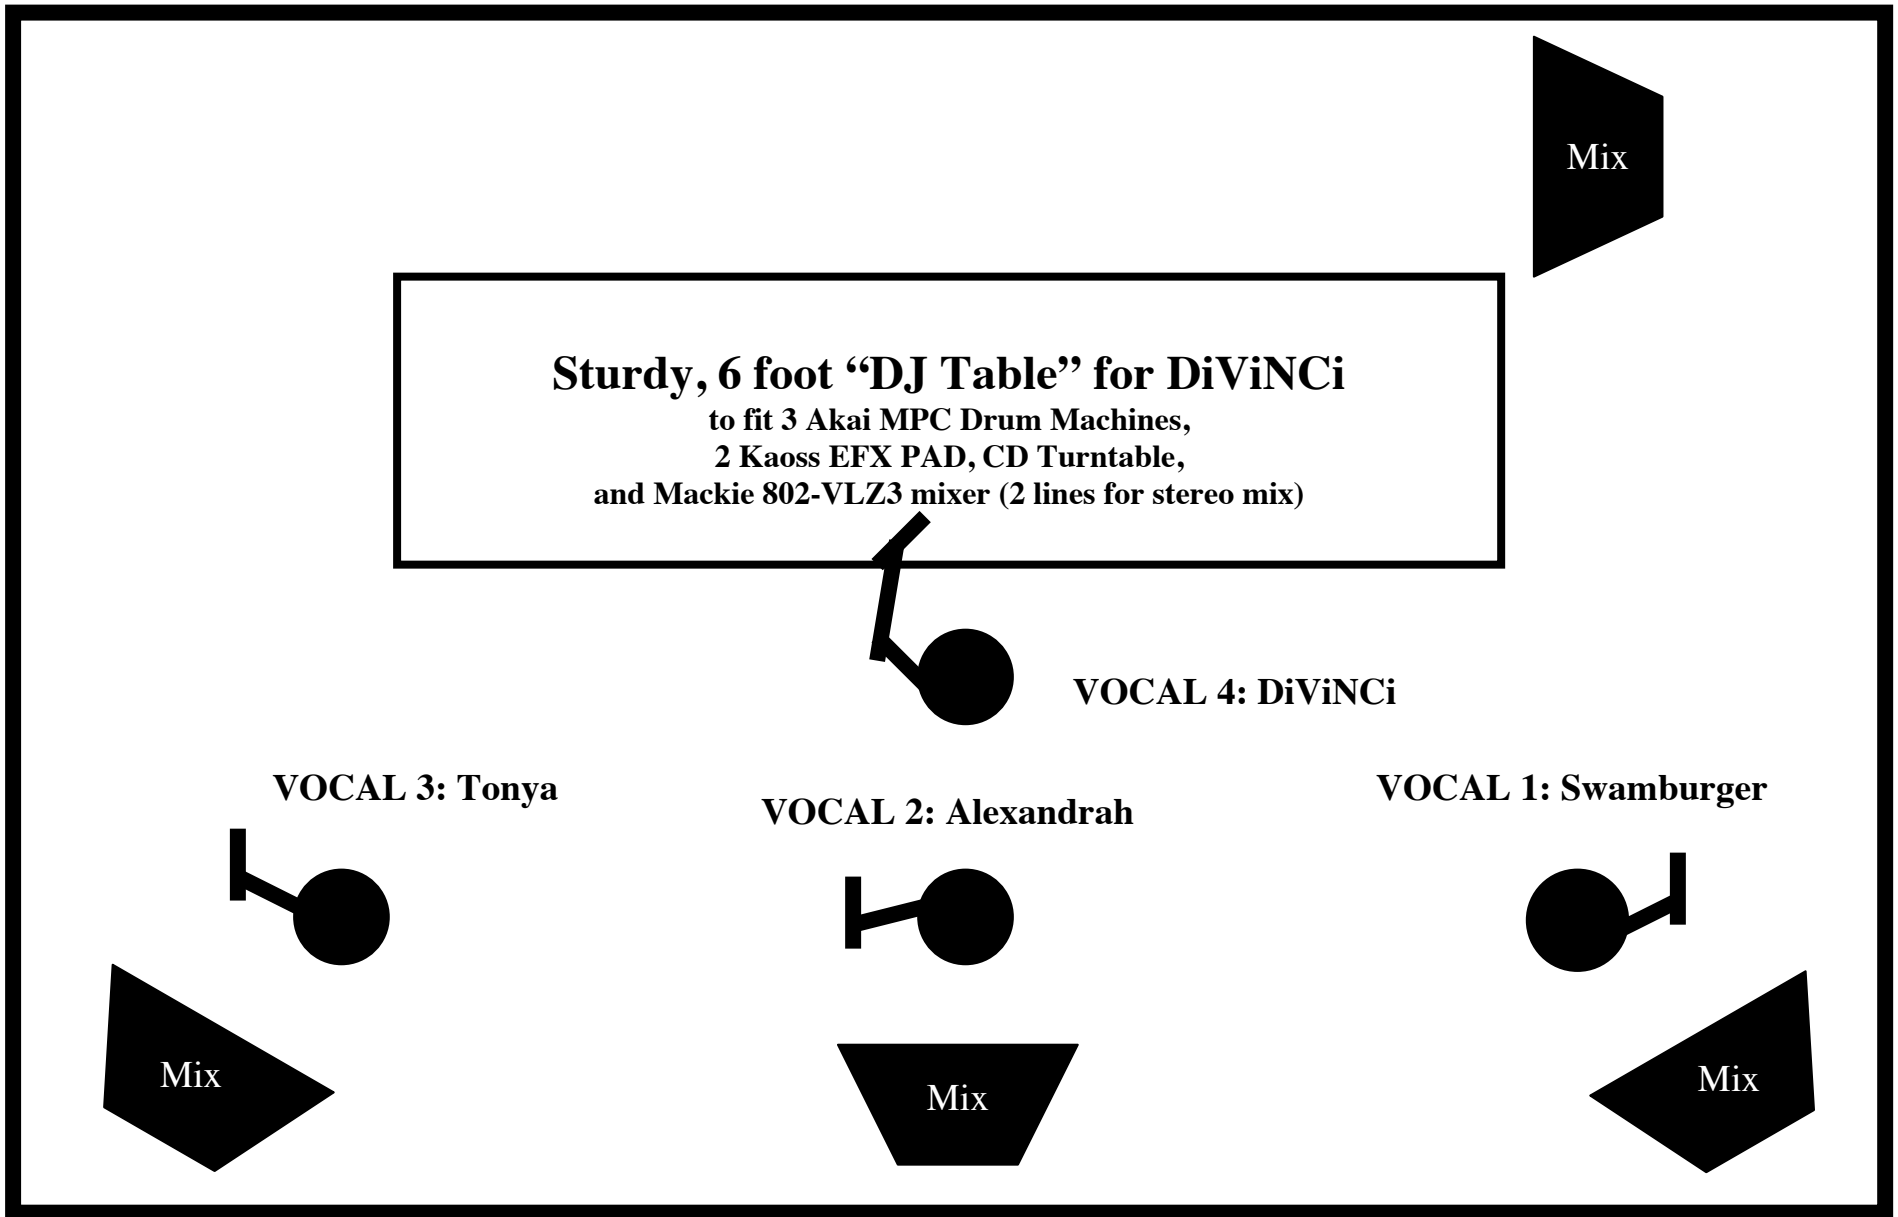 Mix
Sturdy, 6 foot “DJ Table” for DiViNCi
to fit 3 Akai MPC Drum Machines,
2 Kaoss EFX PAD, CD Turntable,
and Mackie 802-VLZ3 mixer (2 lines for stereo mix)
VOCAL 4: DiViNCi
VOCAL 3: Tonya
VOCAL 2: Alexandrah
VOCAL 1: Swamburger
Mix
Mix
Mix